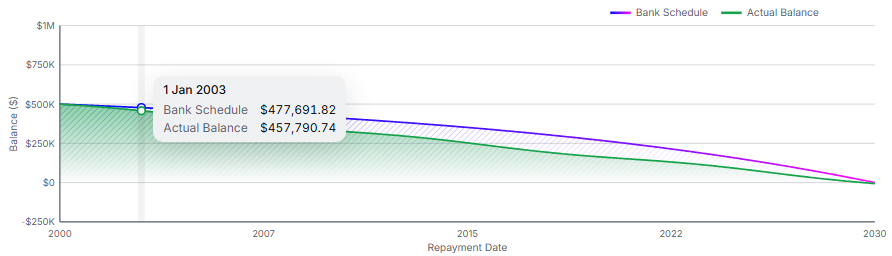 Bank Schedule Actual Balance
$1M
$750K
$500K
$250K
$0
-$250K
Balance ($)
1 Jan 2003
Bank Schedule $477,691.82
Actual Balance $457,790.74
2000 2007 2015 2022 2030
Repayment Date